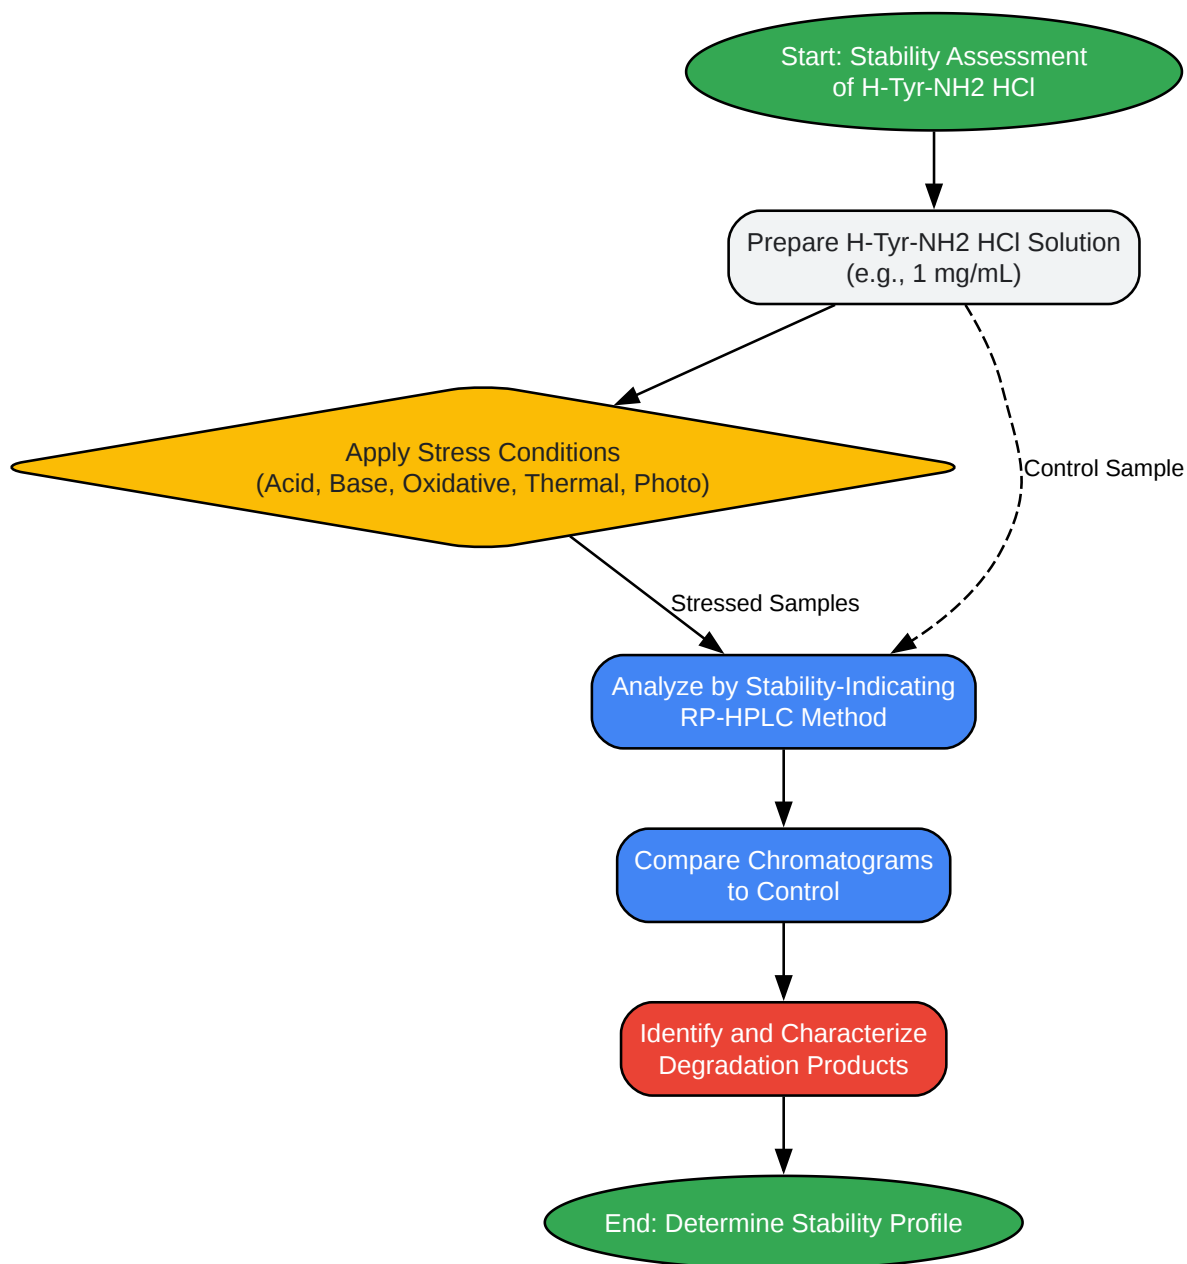 Start: Stability Assessment
of H-Tyr-NH2 HCl
Prepare H-Tyr-NH2 HCl Solution
(e.g., 1 mg/mL)
Apply Stress Conditions
(Acid, Base, Oxidative, Thermal, Photo)
Control Sample
Stressed Samples
Analyze by Stability-Indicating
RP-HPLC Method
Compare Chromatograms
to Control
Identify and Characterize
Degradation Products
End: Determine Stability Profile